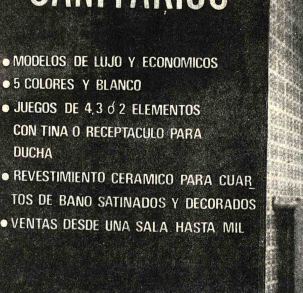 SANITARIOS
• MODELOS DE LUJO Y ECONOMICOS
• 5 COLORES Y BLANCO
• JUEGOS DE 4,3 ó 2 ELEMENTOS
CON TINA O RECEPTACULO PARA
DUCHA
• REVESTIMIENTO CERAMICO PARA CUAR_
TOS DE BANO SATINADOS Y DECORADOS
• VENTAS DESDE UNA SALA HASTA MIL